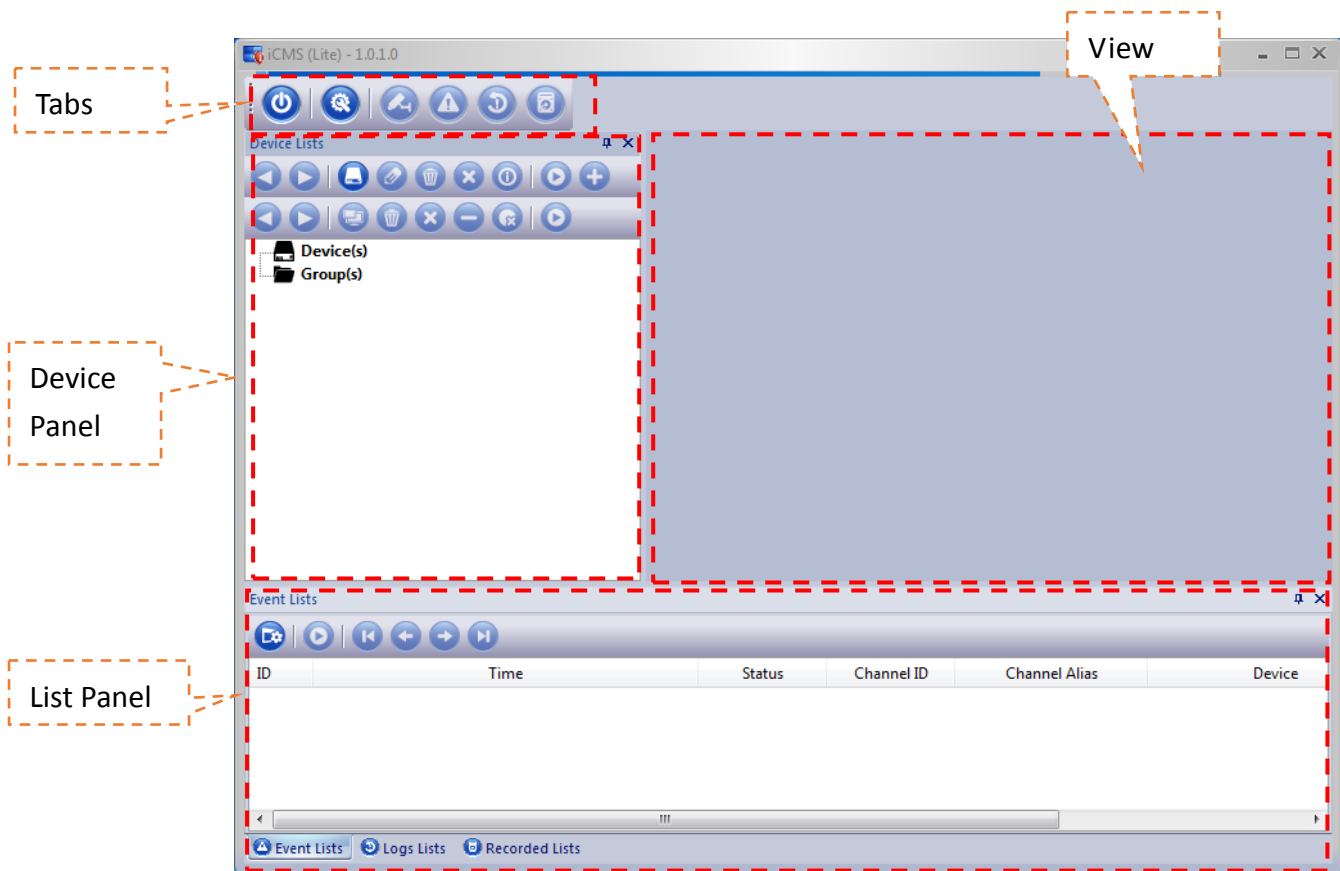 View
iCMS (Lite) - 1.0.1.0
Tabs
Device Lists
Device(s)
Group(s)
Device
Panel
Event Lists
ID Time Status Channel ID Channel Alias Device
List Panel
Event Lists Logs Lists Recorded Lists